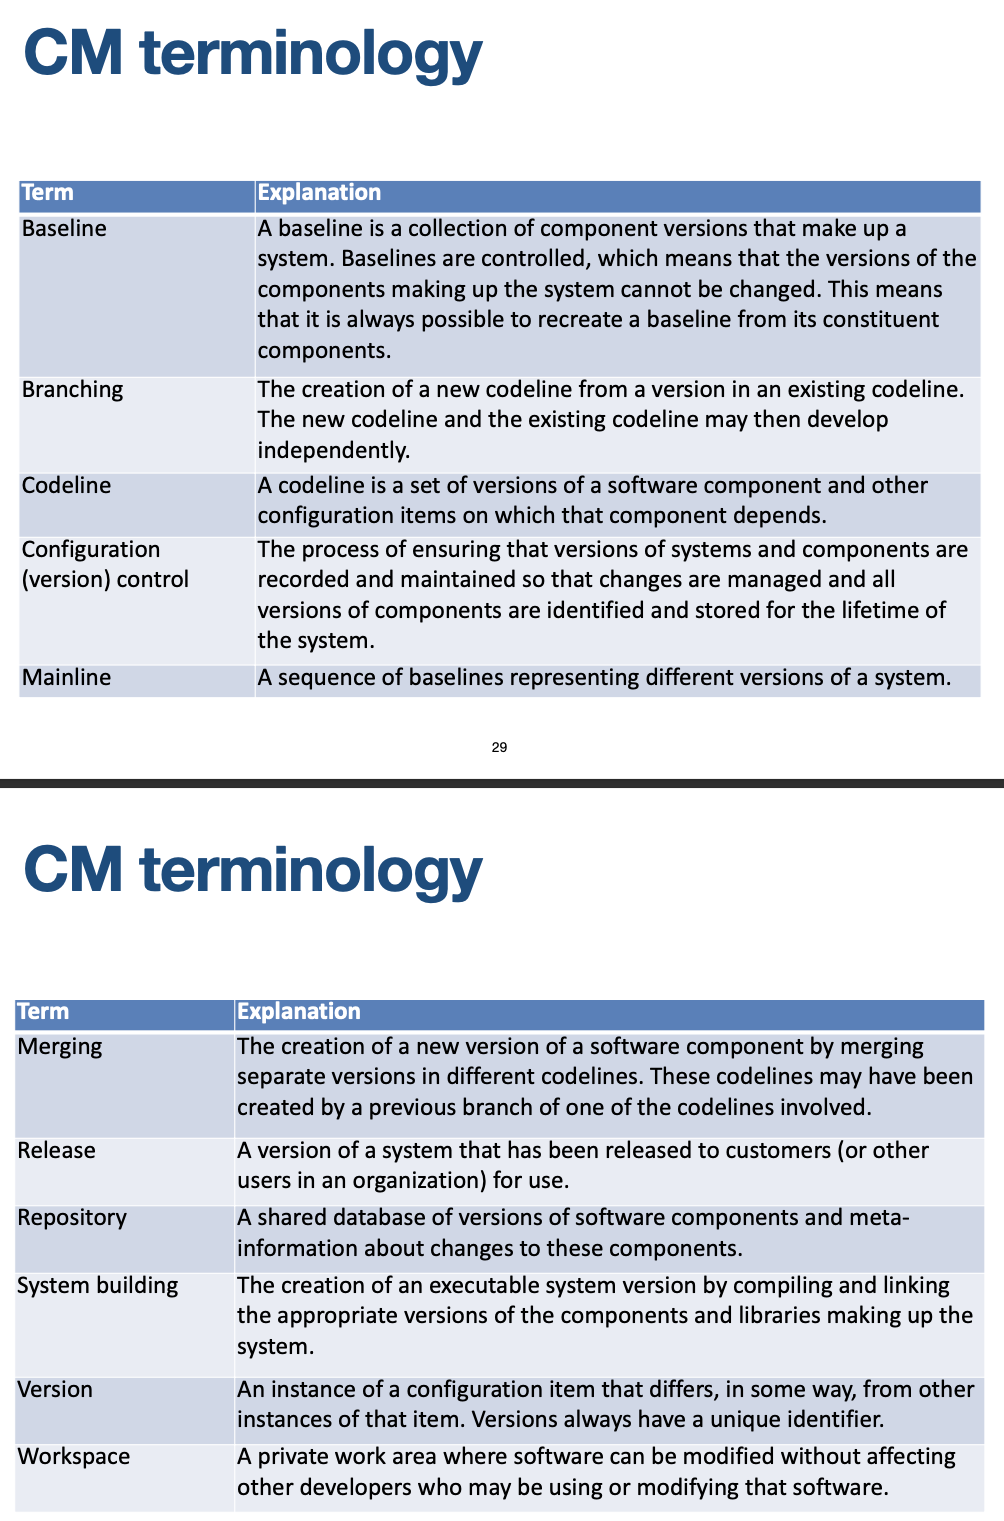 CM terminology
Term Explanation
Baseline A baseline is a collection of component versions that make up a
system. Baselines are controlled, which means that the versions of the
components making up the system cannot be changed. This means
that it is always possible to recreate a baseline from its constituent
components.
Branching The creation of a new codeline from a version in an existing codeline.
The new codeline and the existing codeline may then develop
independently.
Codeline A codeline is a set of versions of a software component and other
configuration items on which that component depends.
Configuration The process of ensuring that versions of systems and components are
(version) control recorded and maintained so that changes are managed and all
versions of components are identified and stored for the lifetime of
the system.
Mainline A sequence of baselines representing different versions of a system.
29
CM terminology
Term Explanation
Merging The creation of a new version of a software component by merging
separate versions in different codelines. These codelines may have been
created by a previous branch of one of the codelines involved.
Release A version of a system that has been released to customers (or other
users in an organization) for use.
Repository A shared database of versions of software components and meta-
information about changes to these components.
System building The creation of an executable system version by compiling and linking
the appropriate versions of the components and libraries making up the
system.
Version An instance of a configuration item that differs, in some way, from other
instances of that item. Versions always have a unique identifier.
Workspace A private work area where software can be modified without affecting
other developers who may be using or modifying that software.